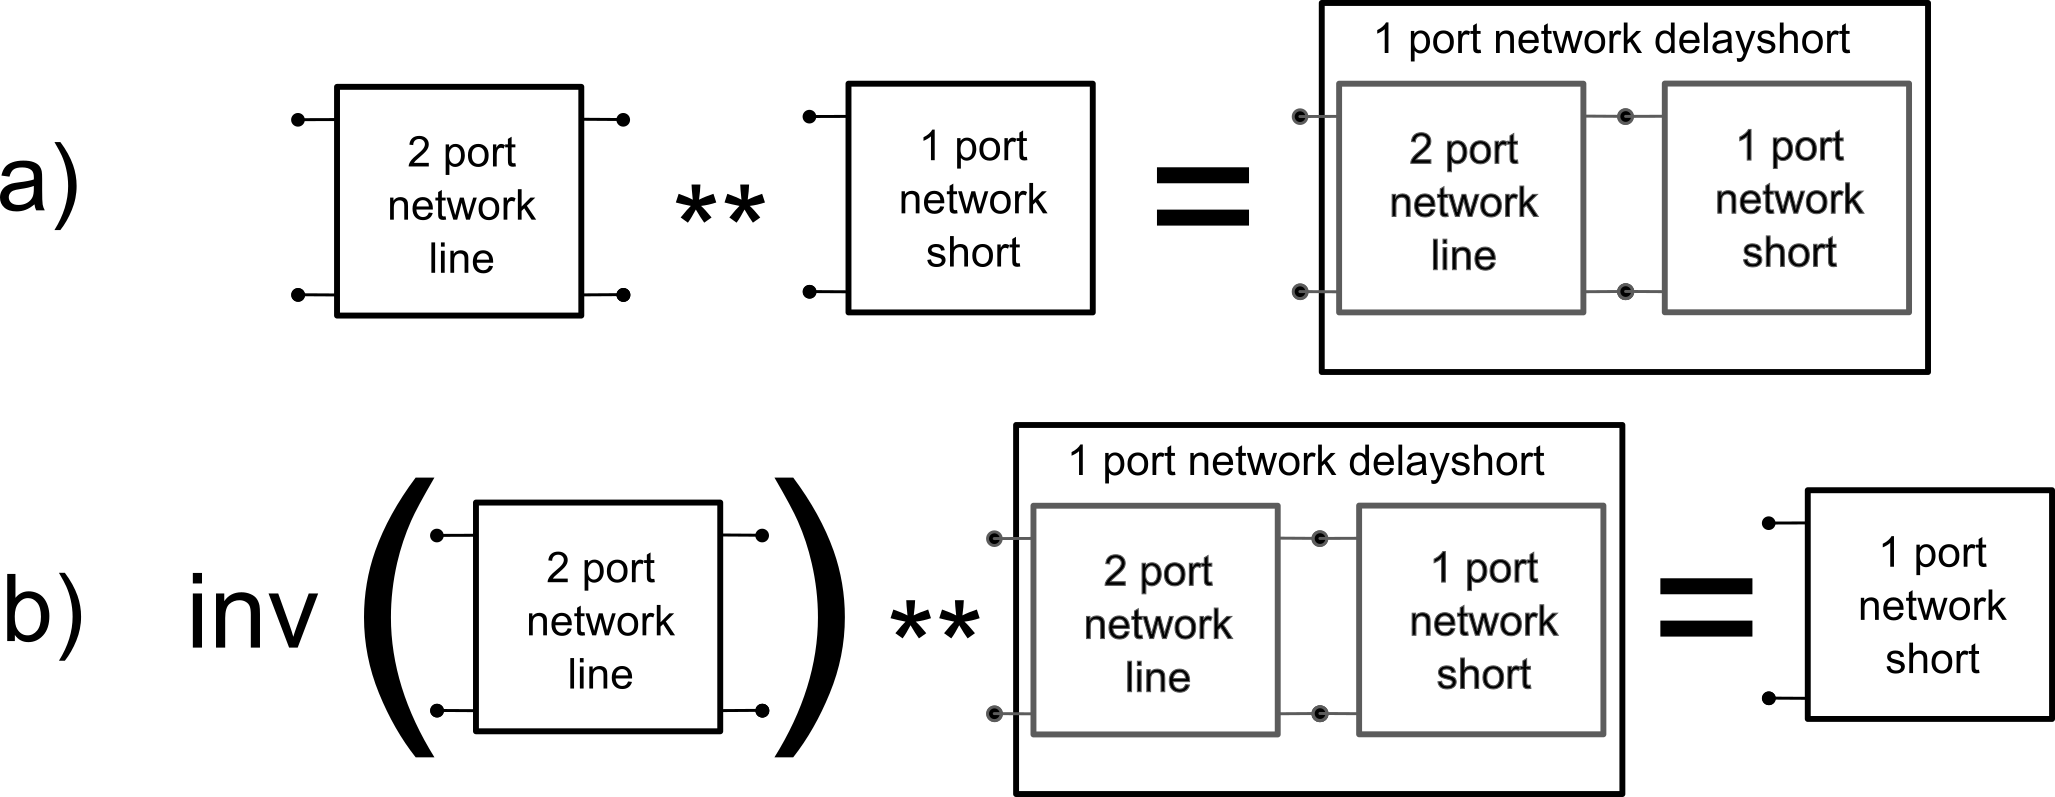 a)
2 port
network
line
**
1 port
network
short
=
1 port network delayshort
2 port
network
line
1 port
network
short
b)
inv
(
2 port
network
line
)
**
1 port network delayshort
2 port
network
line
1 port
network
short
=
1 port
network
short